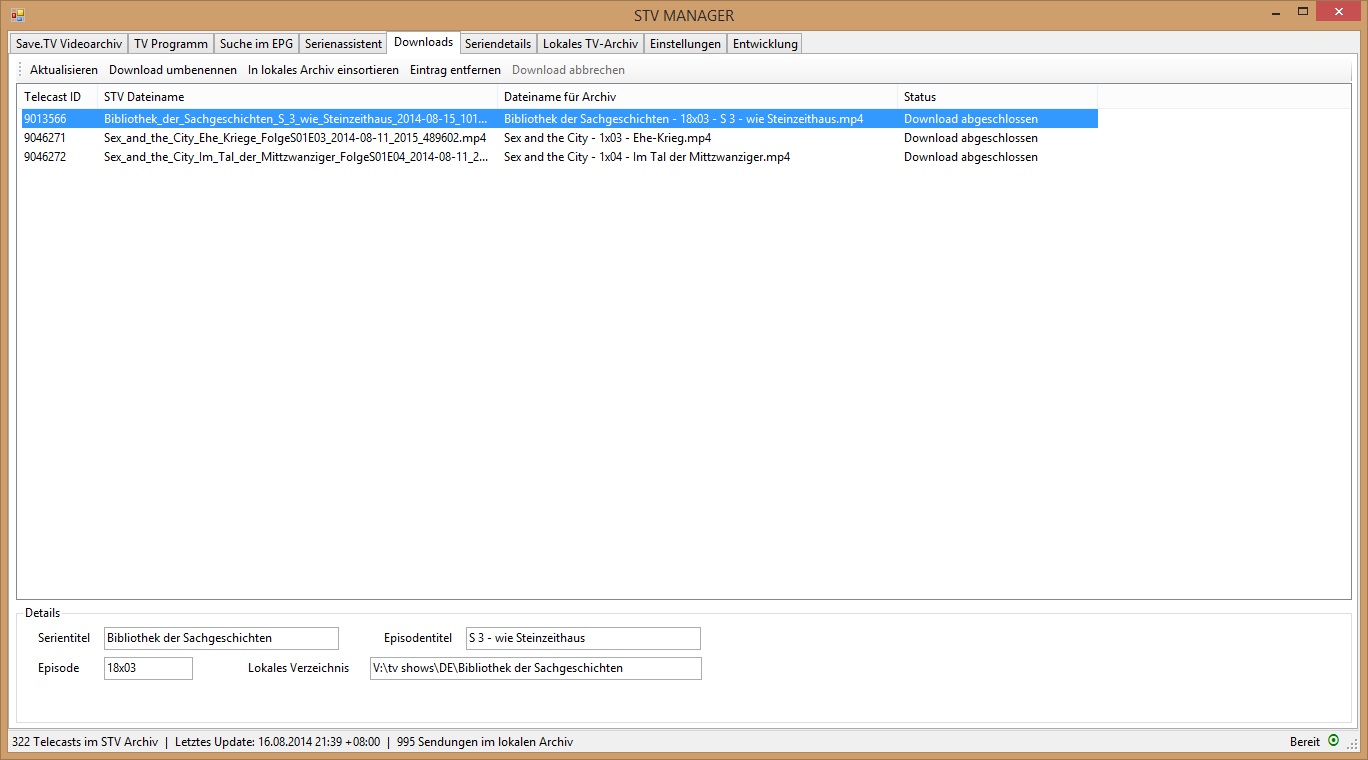 STV MANAGER
Save.TV Videoarchiv TV Programm Suche im EPG Serienassistent Downloads Seriendetails Lokales TV-Archiv Einstellungen Entwicklung
Aktualisieren Download umbenennen In lokales Archiv einsortieren Eintrag entfernen Download abbrechen
Telecast ID STV Dateiname Dateiname für Archiv Status
9013566 Bibliothek_der_Sachgeschichten_S_3_wie_Steinzeithaus_2014-08-15_101... Bibliothek der Sachgeschichten - 18x03 - S 3 - wie Steinzeithaus.mp4 Download abgeschlossen
9046271 Sex_and_the_City_Ehe_Kriege_FolgeS01E03_2014-08-11_2015_489602.mp4 Sex and the City - 1x03 - Ehe-Krieg.mp4 Download abgeschlossen
9046272 Sex_and_the_City_Im_Tal_der_Mittzwanziger_FolgeS01E04_2014-08-11_2... Sex and the City - 1x04 - Im Tal der Mittzwanziger.mp4 Download abgeschlossen
Details
Serientitel Bibliothek der Sachgeschichten Episodentitel S 3 - wie Steinzeithaus
Episode 18x03 Lokales Verzeichnis V:\tv shows\DE\Bibliothek der Sachgeschichten
322 Telecasts im STV Archiv | Letztes Update: 16.08.2014 21:39 +08:00 | 995 Sendungen im lokalen Archiv Bereit